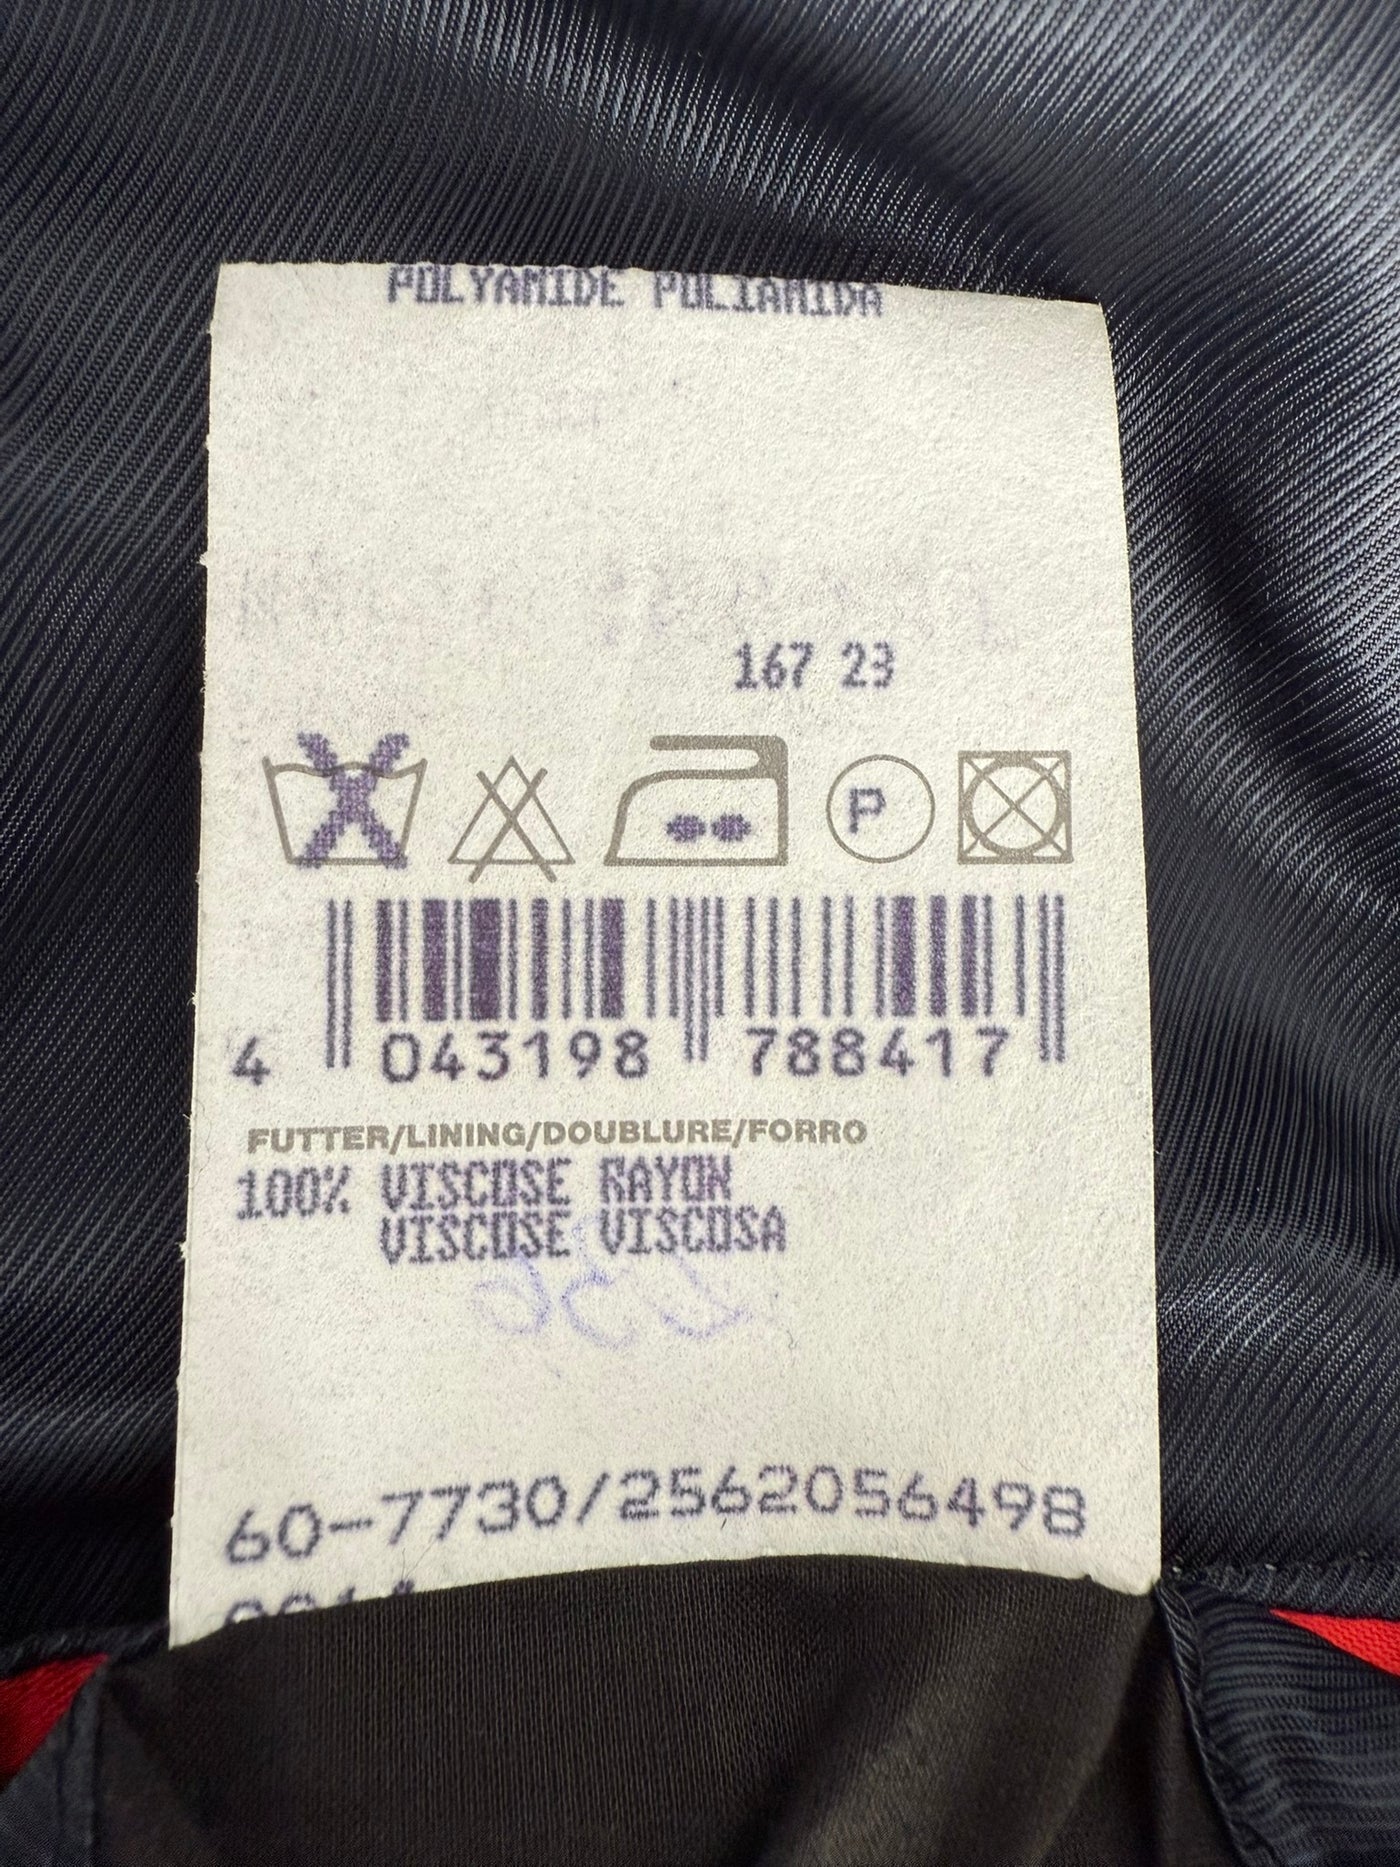 POLYAMIDE POLIAMIDA
167 23
P
4 043198 788417
FUTTER/LINING/DOUBLURE/FORRO
100% VISCOSE RAYON
VISCOSE VISCOSA
60-7730/2562056498